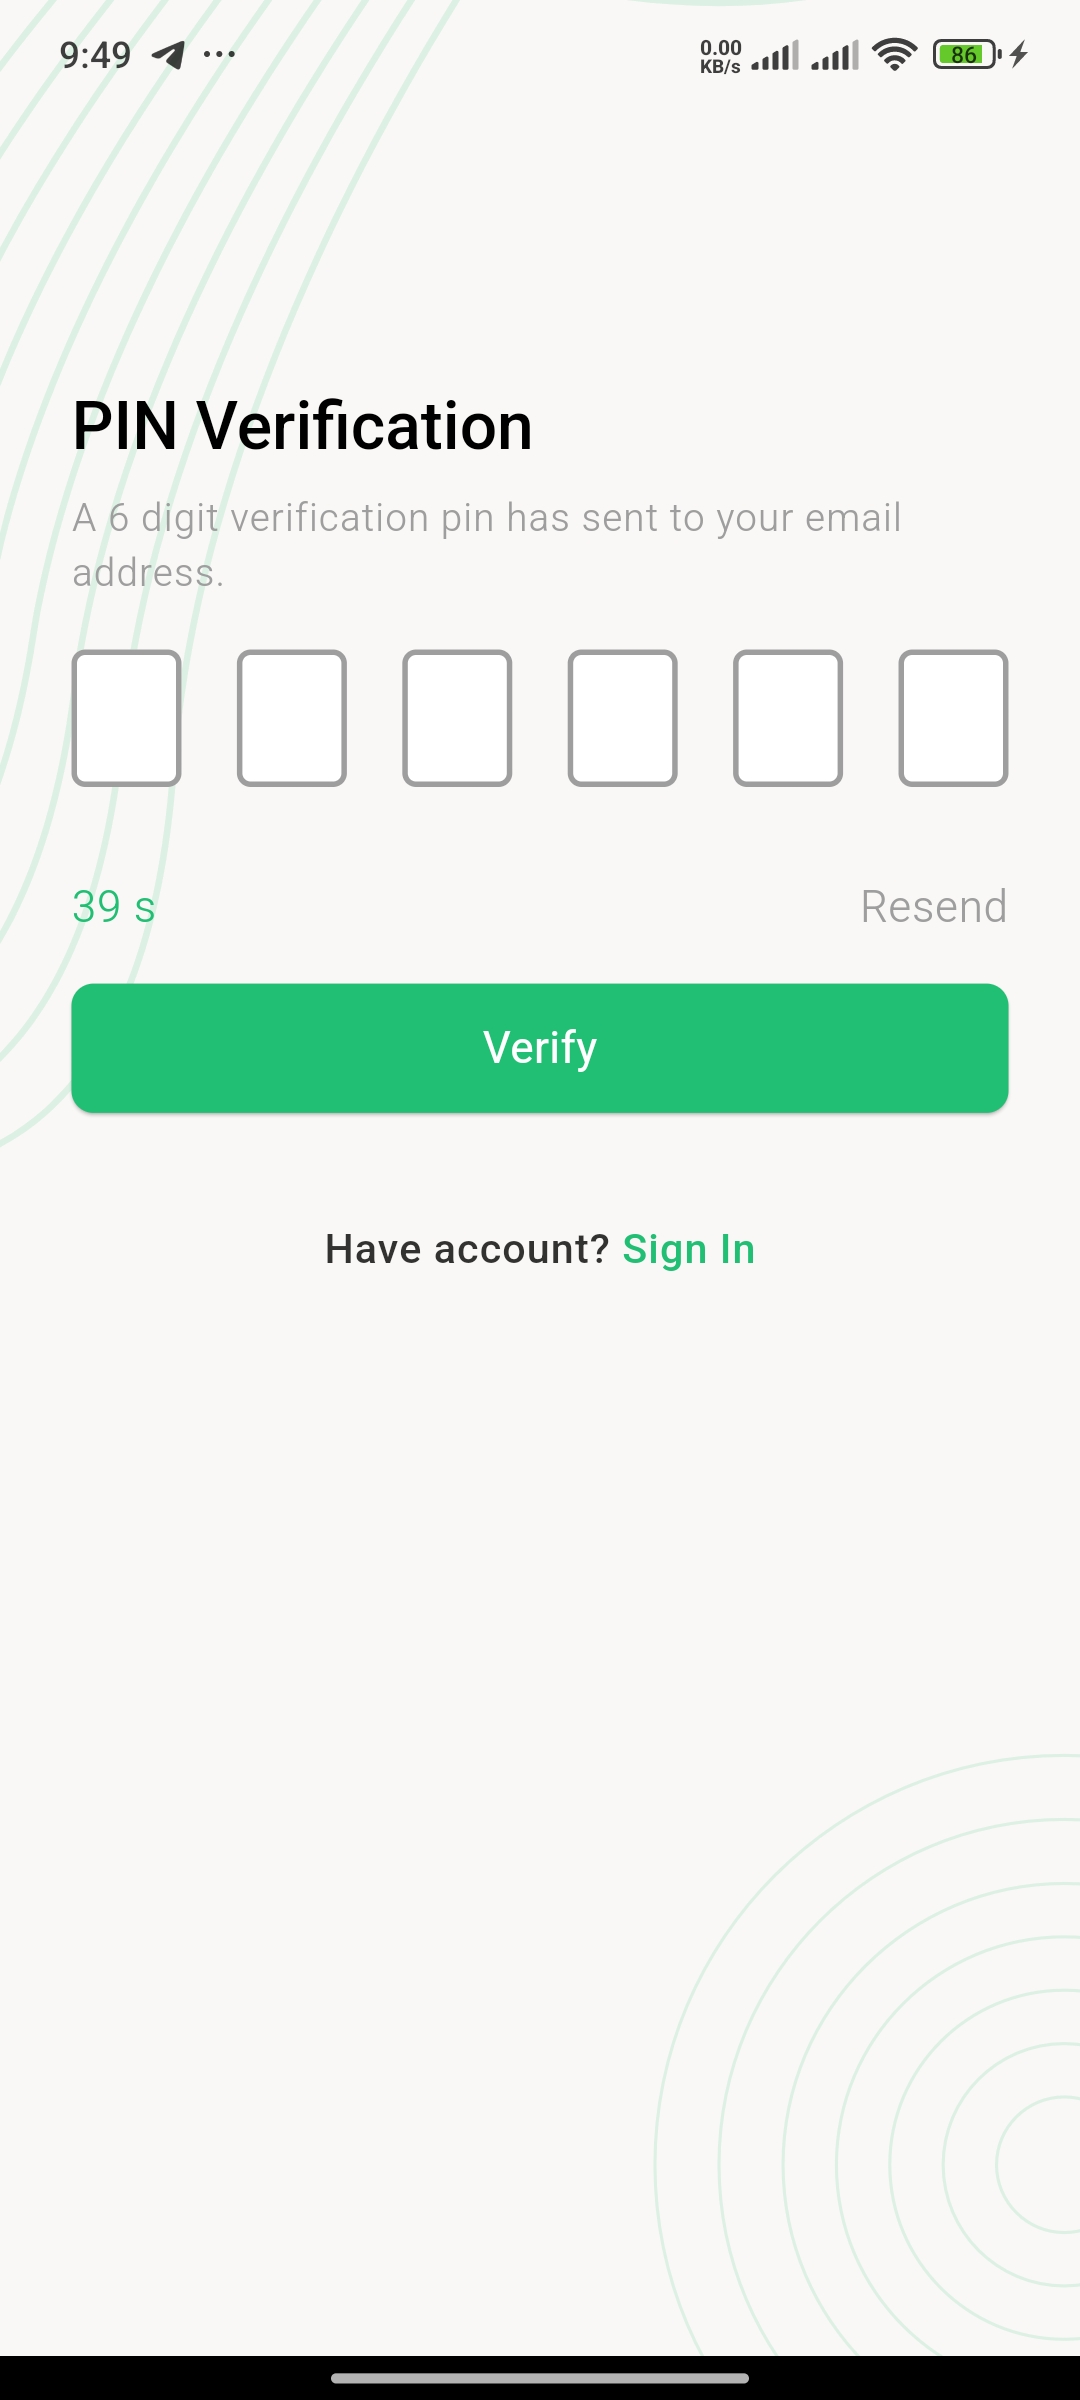 9:49
0.00
KB/s
86
PIN Verification
A 6 digit verification pin has sent to your email
address.
39 s
Resend
Verify
Have account? Sign In